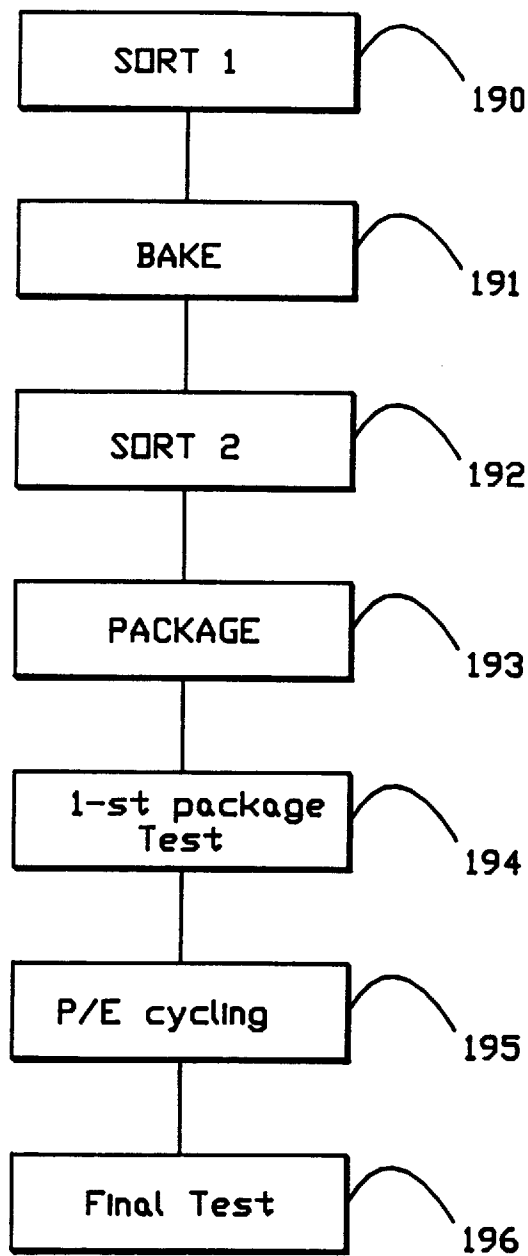 SORT 1
190
BAKE
191
SORT 2
192
PACKAGE
193
1-st package
Test
194
P/E cycling
195
Final Test
196